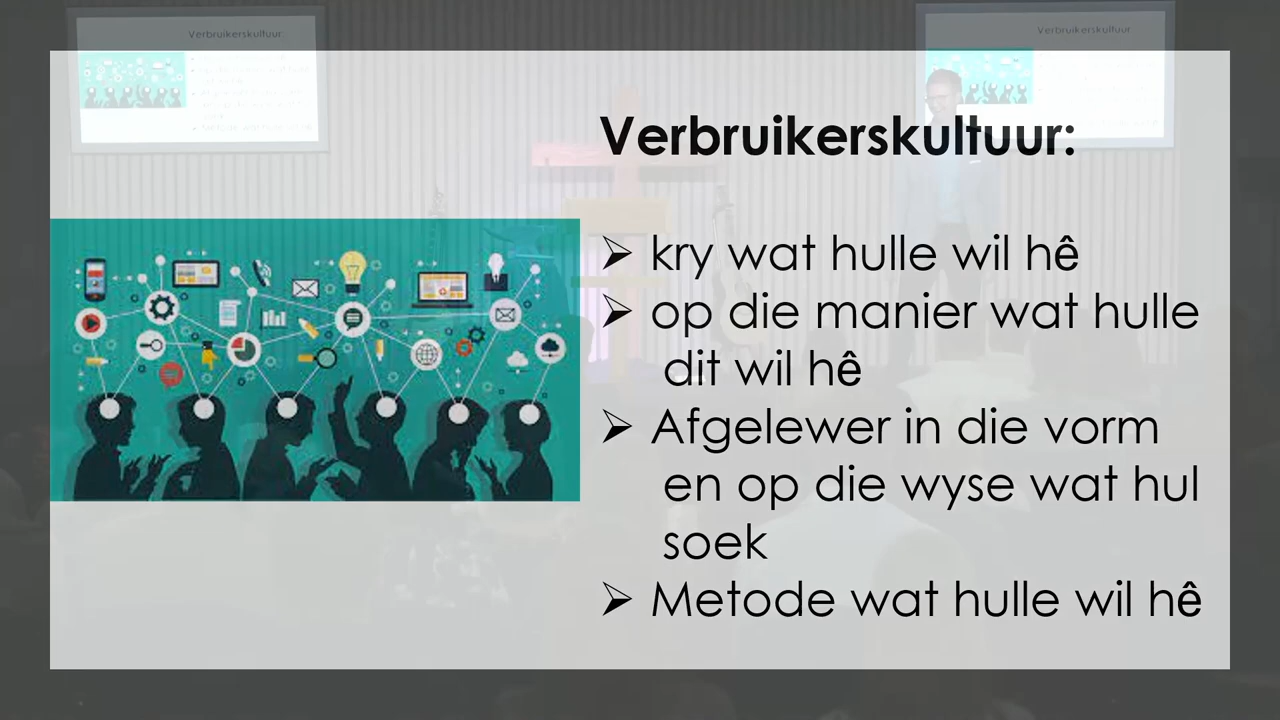 Verbruikerskultuur
Verbruikerskultuur
Verbruikerskultuur:
➢ kry wat hulle wil hê
➢ op die manier wat hulle
dit wil hê
➢ Afgelewer in die vorm
en op die wyse wat hul
soek
➢ Metode wat hulle wil hê